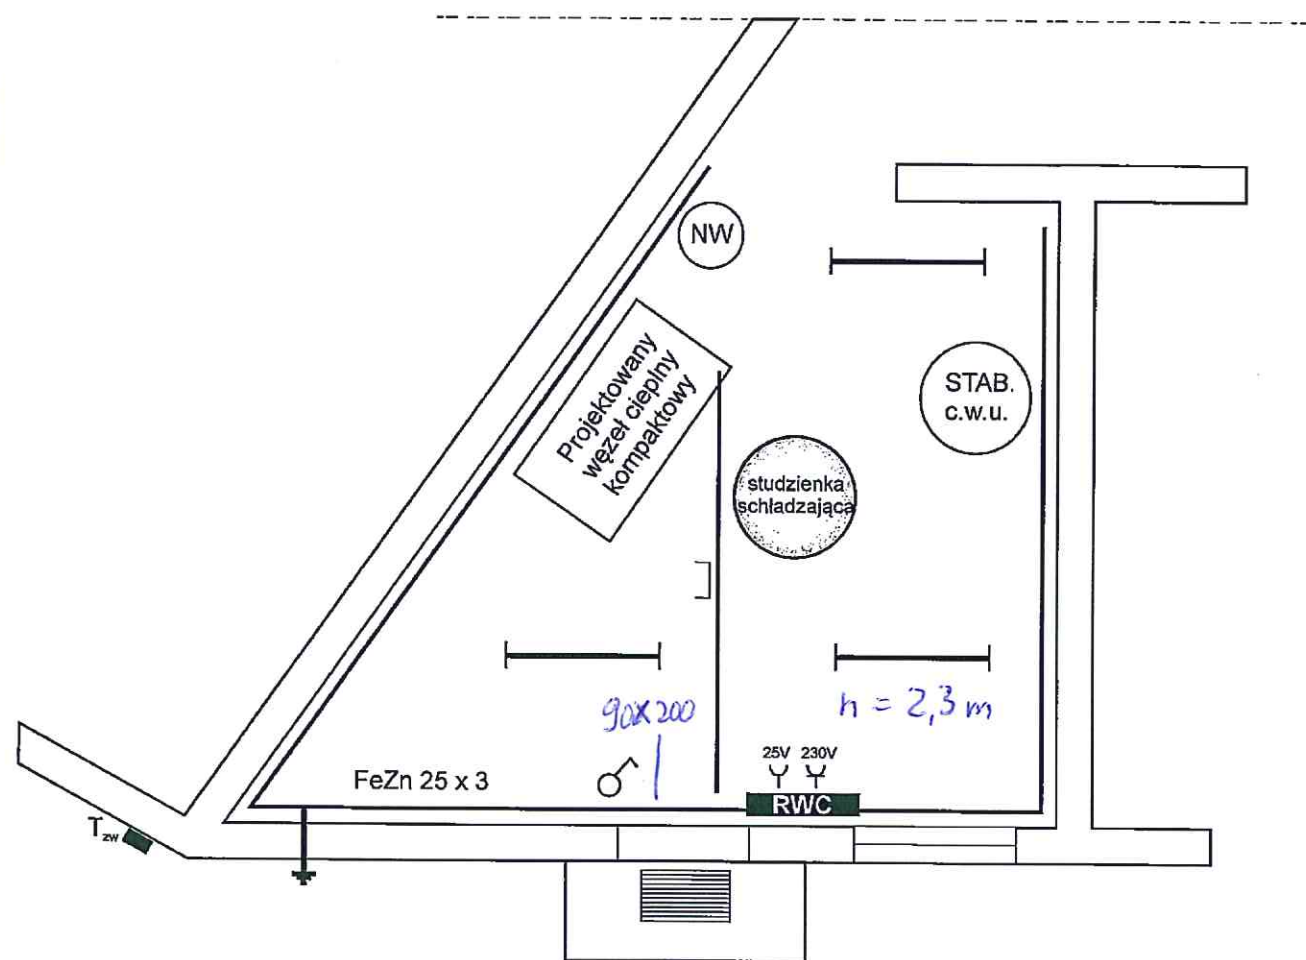 NW
Projektowany
węzeł cieplny
kompaktowy
STAB.
c.w.u.
studzienka
schładzająca
90x200
h = 2,3 m
25V 230V
FeZn 25 x 3
RWC
Tzw